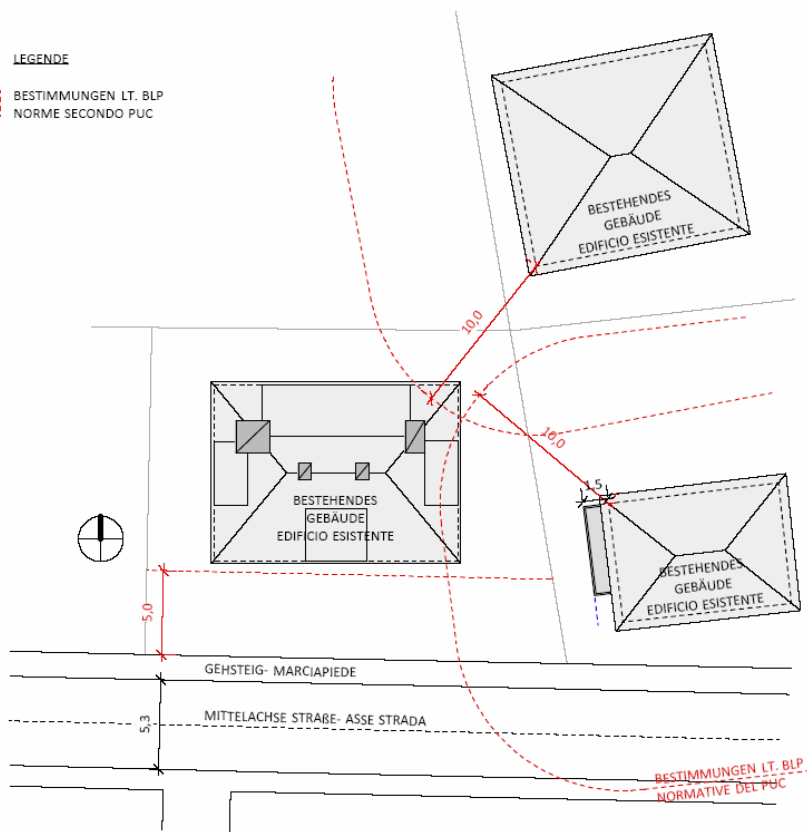 LEGENDE
BESTIMMUNGEN LT. BLP
NORME SECONDO PUC
BESTEHENDES
GEBÄUDE
EDIFICIO ESISTENTE
10,0
10,0
1,5
BESTEHENDES
GEBÄUDE
EDIFICIO ESISTENTE
BESTEHENDES
GEBÄUDE
EDIFICIO ESISTENTE
5,0
GEHSTEIG- MARCIAPIEDE
5,3
MITTELACHSE STRAßE- ASSE STRADA
BESTIMMUNGEN LT. BLP
NORMATIVE DEL PUC